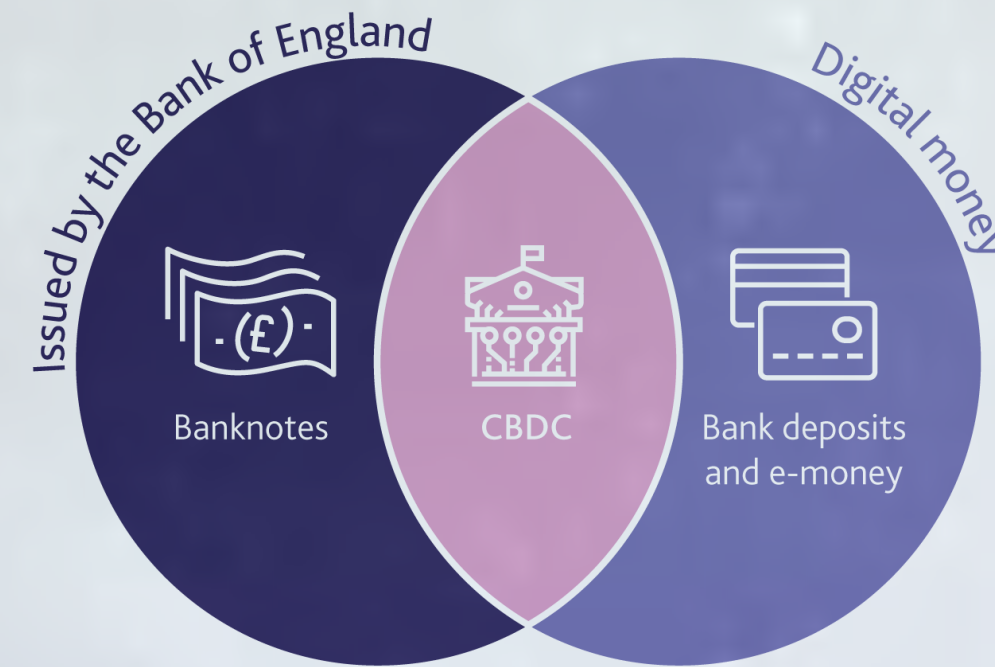 Issued by the Bank of England
Digital money
- (£) -
Banknotes
CBDC
Bank deposits
and e-money